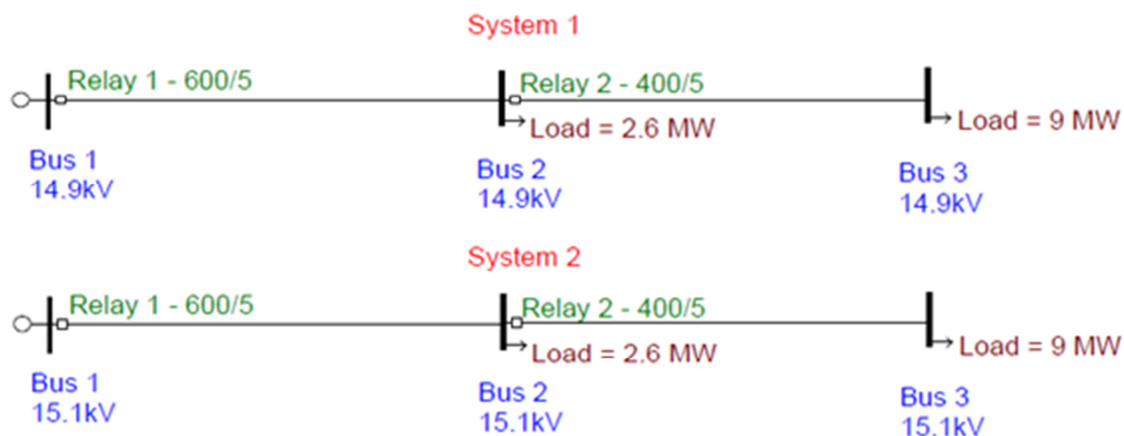 System 1
Relay 1 - 600/5
Relay 2 - 400/5
Load = 2.6 MW
Load = 9 MW
Bus 1
14.9kV
Bus 2
14.9kV
Bus 3
14.9kV
System 2
Relay 1 - 600/5
Relay 2 - 400/5
Load = 2.6 MW
Load = 9 MW
Bus 1
15.1kV
Bus 2
15.1kV
Bus 3
15.1kV